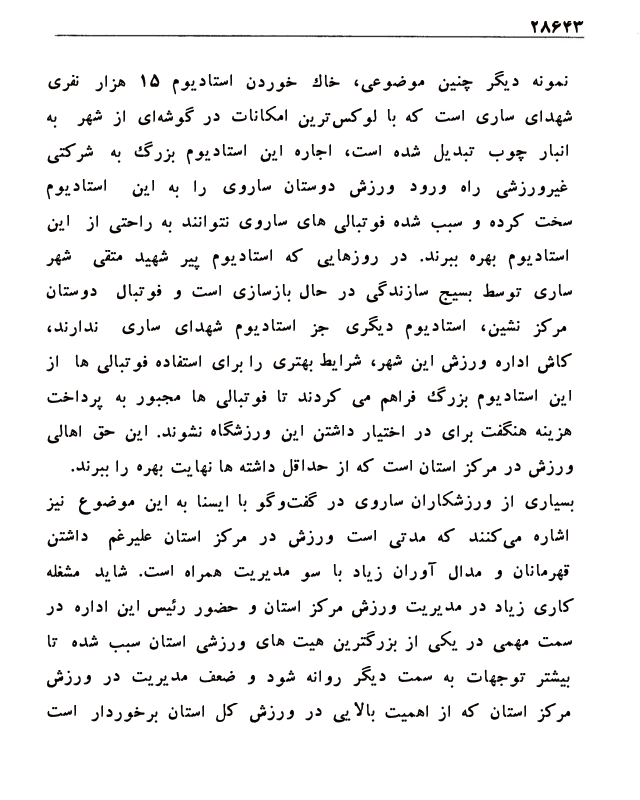 ۲۸۶۴۳
نمونه دیگر چنین موضوعی، خاك خوردن استادیوم ۱۵ هزار نفری
شهدای ساری است که با لوکس‌ترین امکانات در گوشه‌ای از شهر به
انبار چوب تبدیل شده است، اجاره این استادیوم بزرگ به شرکتی
غیرورزشی راه ورود ورزش دوستان ساروی را به این استادیوم
سخت کرده و سبب شده فوتبالی های ساروی نتوانند به راحتی از این
استادیوم بهره ببرند. در روزهایی که استادیوم پیر شهید متقی شهر
ساری توسط بسیج سازندگی در حال بازسازی است و فوتبال دوستان
مرکز نشین، استادیوم دیگری جز استادیوم شهدای ساری ندارند،
کاش اداره ورزش این شهر، شرایط بهتری را برای استفاده فوتبالی ها از
این استادیوم بزرگ فراهم می کردند تا فوتبالی ها مجبور به پرداخت
هزینه هنگفت برای در اختیار داشتن این ورزشگاه نشوند. این حق اهالی
ورزش در مرکز استان است که از حداقل داشته ها نهایت بهره را ببرند.
بسیاری از ورزشکاران ساروی در گفت‌وگو با ایسنا به این موضوع نیز
اشاره می‌کنند که مدتی است ورزش در مرکز استان علیرغم داشتن
قهرمانان و مدال آوران زیاد با سو مدیریت همراه است. شاید مشغله
کاری زیاد در مدیریت ورزش مرکز استان و حضور رئیس این اداره در
سمت مهمی در یکی از بزرگترین هیت های ورزشی استان سبب شده تا
بیشتر توجهات به سمت دیگر روانه شود و ضعف مدیریت در ورزش
مرکز استان که از اهمیت بالایی در ورزش کل استان برخوردار است